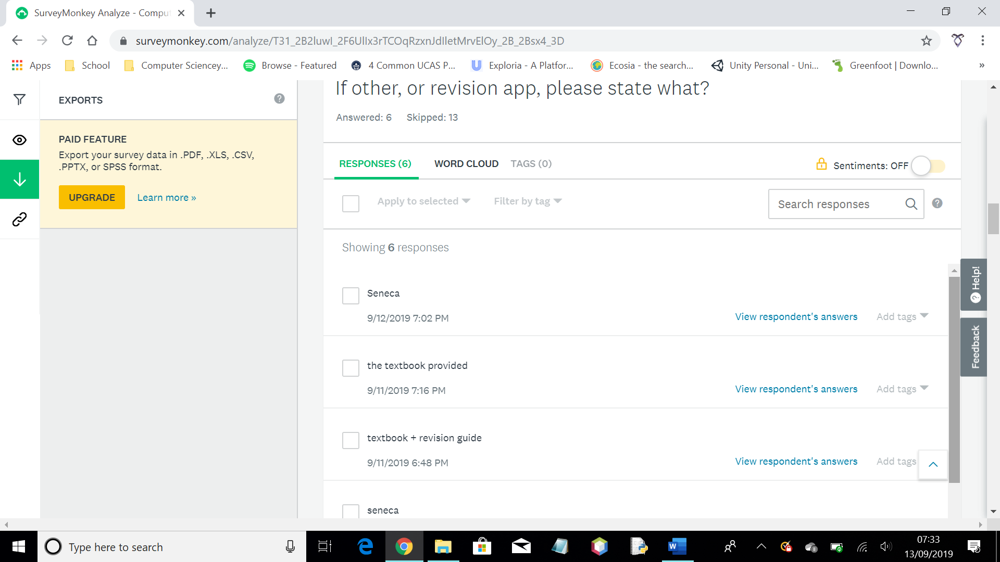 SurveyMonkey Analyze - Compu
surveymonkey.com/analyze/T31_2B2luwI_2F6UlIx3rTCOqRzxnJdIletMrvElOy_2B_2Bsx4_3D
Apps School Computer Sciencey... Browse - Featured 4 Common UCAS P... Exploria - A Platfor... Ecosia - the search... Unity Personal - Uni... Greenfoot | Downlo... »
EXPORTS
PAID FEATURE
Export your survey data in .PDF, .XLS, .CSV,
.PPTX, or SPSS format.
UPGRADE Learn more »
If other, or revision app, please state what?
Answered: 6 Skipped: 13
RESPONSES (6) WORD CLOUD TAGS (0) Sentiments: OFF
Apply to selected Filter by tag Search responses
Showing 6 responses
Seneca
9/12/2019 7:02 PM View respondent's answers Add tags
the textbook provided
9/11/2019 7:16 PM View respondent's answers Add tags
textbook + revision guide
9/11/2019 6:48 PM View respondent's answers Add tags
seneca
Help!
Feedback
Type here to search
07:33
13/09/2019